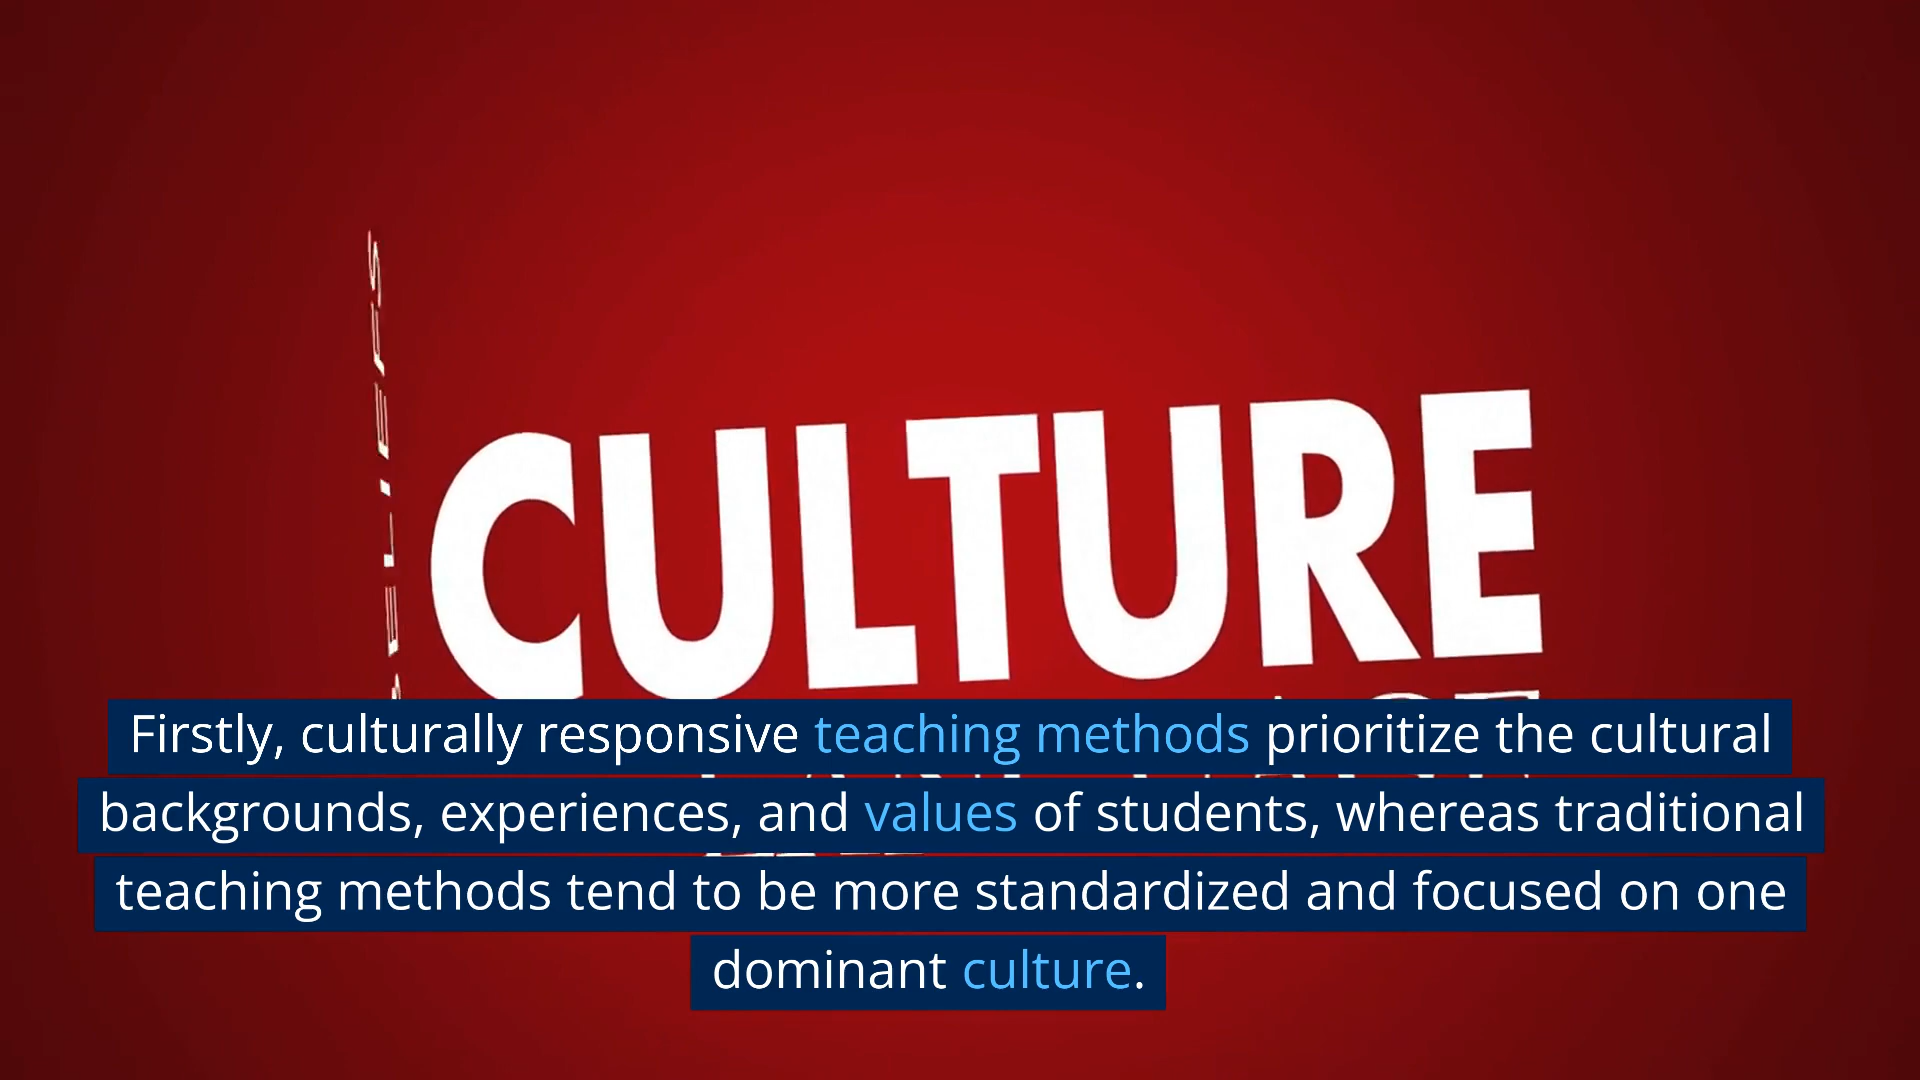 BELIEFS
CULTURE
Firstly, culturally responsive teaching methods prioritize the cultural
backgrounds, experiences, and values of students, whereas traditional
teaching methods tend to be more standardized and focused on one
dominant culture.